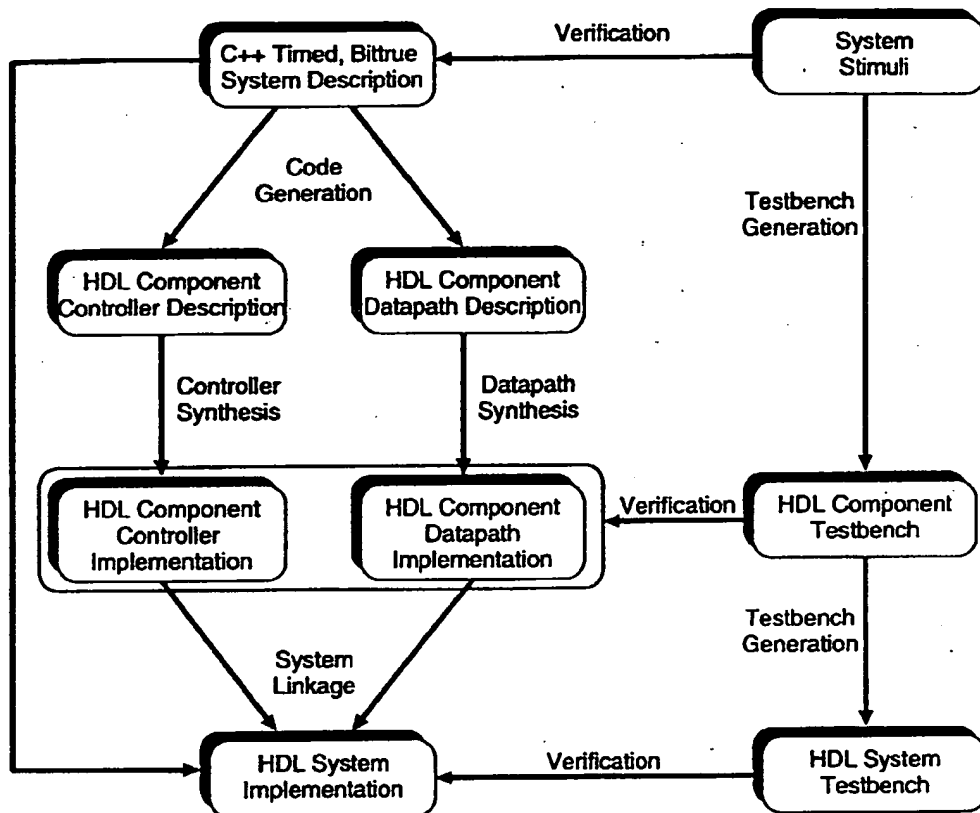 Verification
C++ Timed, Bittrue
System Description
System
Stimuli
Code
Generation
Testbench
Generation
HDL Component
Controller Description
HDL Component
Datapath Description
Controller
Synthesis
Datapath
Synthesis
HDL Component
Controller
Implementation
HDL Component
Datapath
Implementation
Verification
HDL Component
Testbench
Testbench
Generation
System
Linkage
HDL System
Implementation
Verification
HDL System
Testbench